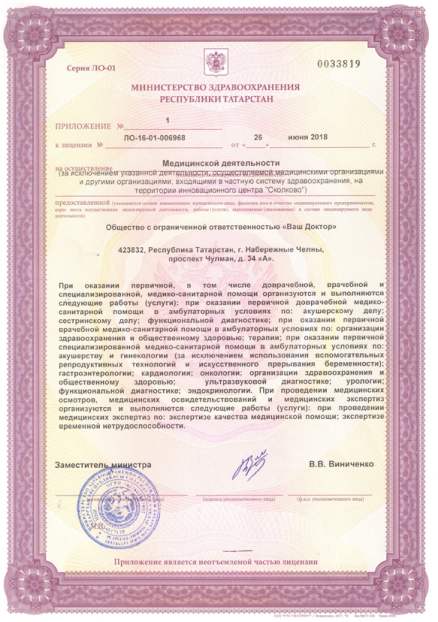 Серия ЛО-01
0033819
МИНИСТЕРСТВО ЗДРАВООХРАНЕНИЯ
РЕСПУБЛИКИ ТАТАРСТАН
ПРИЛОЖЕНИЕ № 1
к лицензии № ЛО-16-01-006968 от « 26 » июня 2018
на осуществление Медицинской деятельности
(за исключением указанной деятельности, осуществляемой медицинскими организациями
и другими организациями, входящими в частную систему здравоохранения, на
территории инновационного центра "Сколково")
предоставленной (указывается полное наименование юридического лица, фамилия, имя и отчество индивидуального предпринимателя,
Общество с ограниченной ответственностью «Ваш Доктор»
423832, Республика Татарстан, г. Набережные Челны,
проспект Чулман, д. 34 «А».
При оказании первичной, в том числе доврачебной, врачебной и
специализированной, медико-санитарной помощи организуются и выполняются
следующие работы (услуги): при оказании первичной доврачебной медико-
санитарной помощи в амбулаторных условиях по: акушерскому делу;
сестринскому делу; функциональной диагностике; при оказании первичной
врачебной медико-санитарной помощи в амбулаторных условиях по: организации
здравоохранения и общественному здоровью; терапии; при оказании первичной
специализированной медико-санитарной помощи в амбулаторных условиях по:
акушерству и гинекологии (за исключением использования вспомогательных
репродуктивных технологий и искусственного прерывания беременности);
гастроэнтерологии; кардиологии; онкологии; организации здравоохранения и
общественному здоровью; ультразвуковой диагностике; урологии;
функциональной диагностике; эндокринологии. При проведении медицинских
осмотров, медицинских освидетельствований и медицинских экспертиз
организуются и выполняются следующие работы (услуги): при проведении
медицинских экспертиз по: экспертизе качества медицинской помощи; экспертизе
временной нетрудоспособности.
Заместитель министра
В.В. Виниченко
(подпись уполномоченного лица)
(ф.и.о. уполномоченного лица)
М.П.
Приложение является неотъемлемой частью лицензии